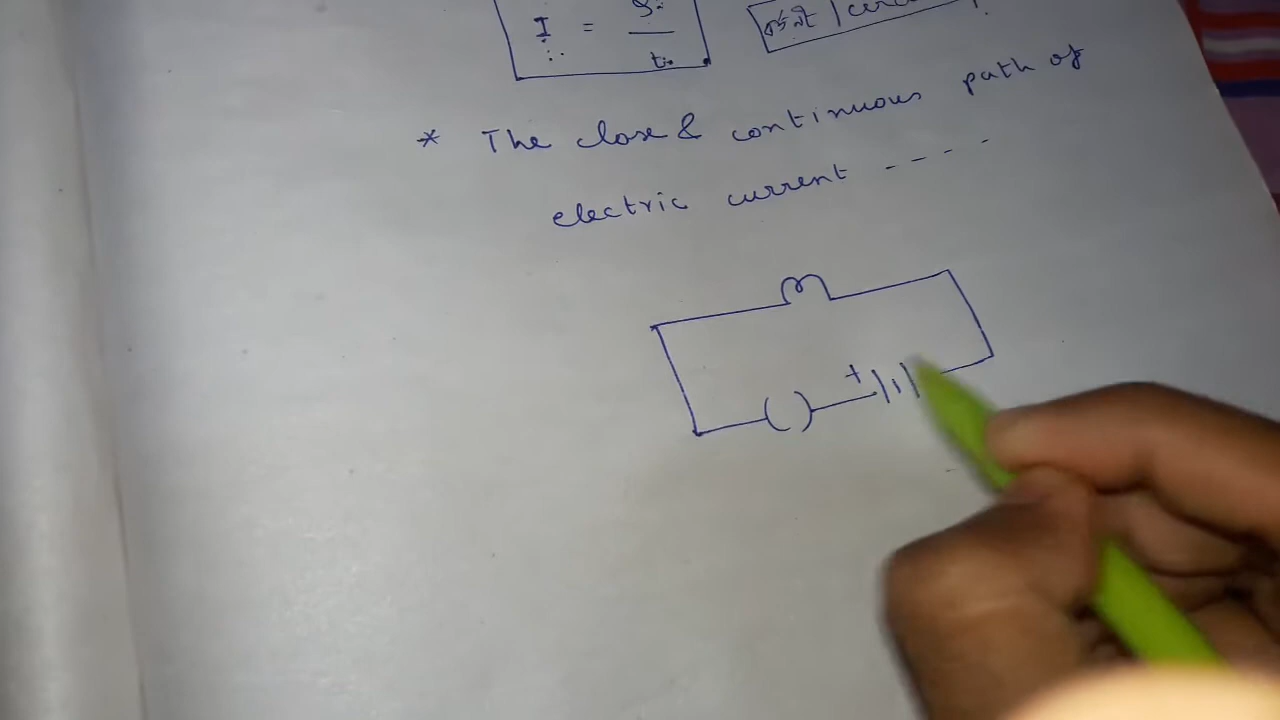 I =
t
* The close & continuous path of
electric current ----
+